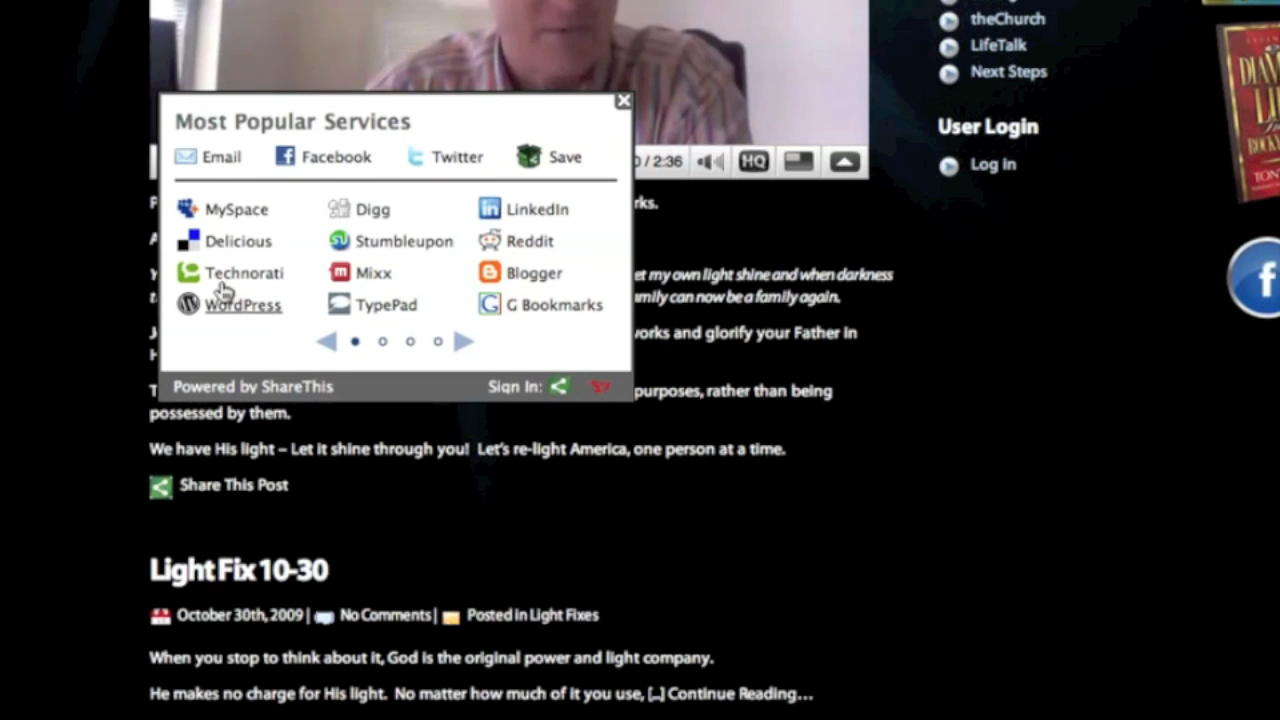 theChurch
LifeTalk
Next Steps
User Login
Log in
DIAM
TON
f
0 / 2:36
HQ
Most Popular Services
Email Facebook Twitter Save
MySpace Digg LinkedIn
Delicious Stumbleupon Reddit
Technorati Mixx Blogger
WordPress TypePad G Bookmarks
Powered by ShareThis Sign In:
rks.
et my own light shine and when darkness
mily can now be a family again.
works and glorify your Father in
purposes, rather than being
possessed by them.
We have His light – Let it shine through you! Let's re-light America, one person at a time.
Share This Post
Light Fix 10-30
October 30th, 2009 | No Comments | Posted in Light Fixes
When you stop to think about it, God is the original power and light company.
He makes no charge for His light. No matter how much of it you use, [...] Continue Reading...